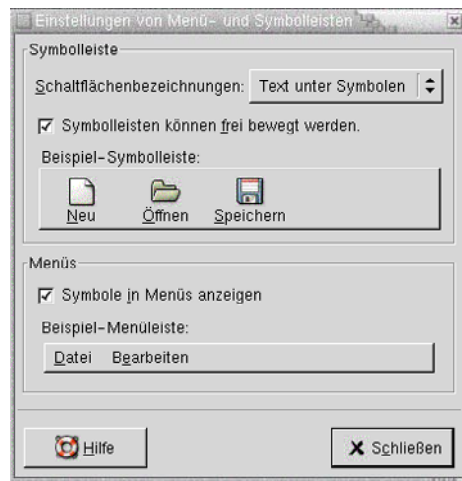 Einstellungen von Menü- und Symbolleisten
Symbolleiste
Schaltflächenbezeichnungen: Text unter Symbolen
Symbolleisten können frei bewegt werden.
Beispiel-Symbolleiste:
Neu Öffnen Speichern
Menüs
Symbole in Menüs anzeigen
Beispiel-Menüleiste:
Datei Bearbeiten
Hilfe Schließen